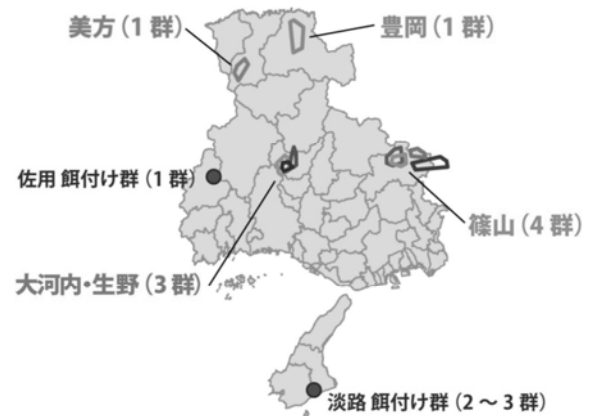 美方（1 群）
豊岡（1 群）
佐用 餌付け群（1 群）
篠山（4 群）
大河内・生野（3 群）
淡路 餌付け群（2 ～ 3 群）